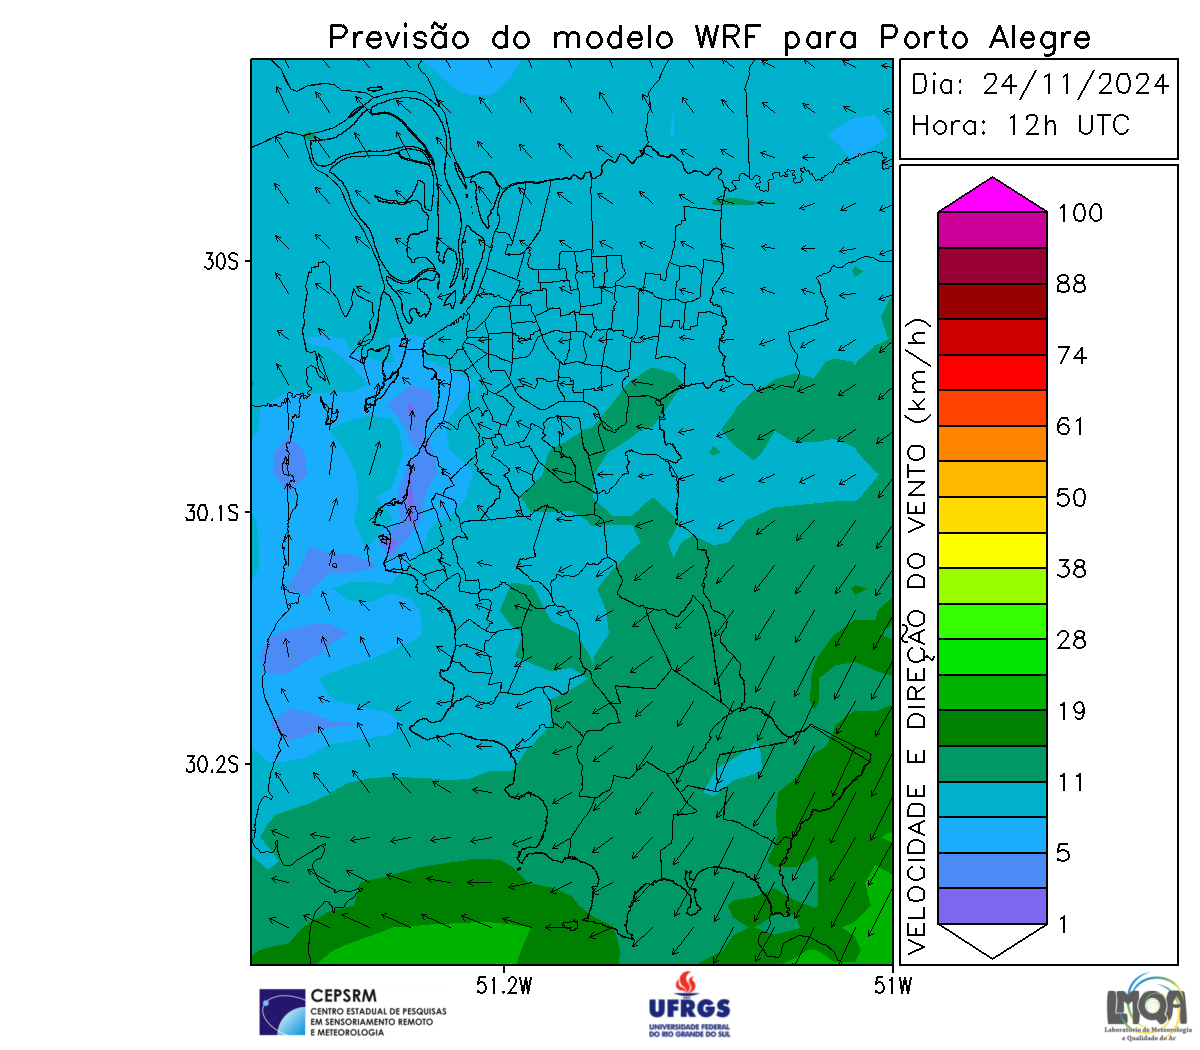 Previsão do modelo WRF para Porto Alegre
Dia: 24/11/2024
Hora: 12h UTC
VELOCIDADE E DIREÇÃO DO VENTO (km/h)
100
88
74
61
50
38
28
19
11
5
1
30S
30.1S
30.2S
51.2W
51W
CEPSRM
CENTRO ESTADUAL DE PESQUISAS
EM SENSORIAMENTO REMOTO
E METEOROLOGIA
UFRGS
UNIVERSIDADE FEDERAL
DO RIO GRANDE DO SUL
LMQA
Laboratório de Meteorologia
e Qualidade do Ar